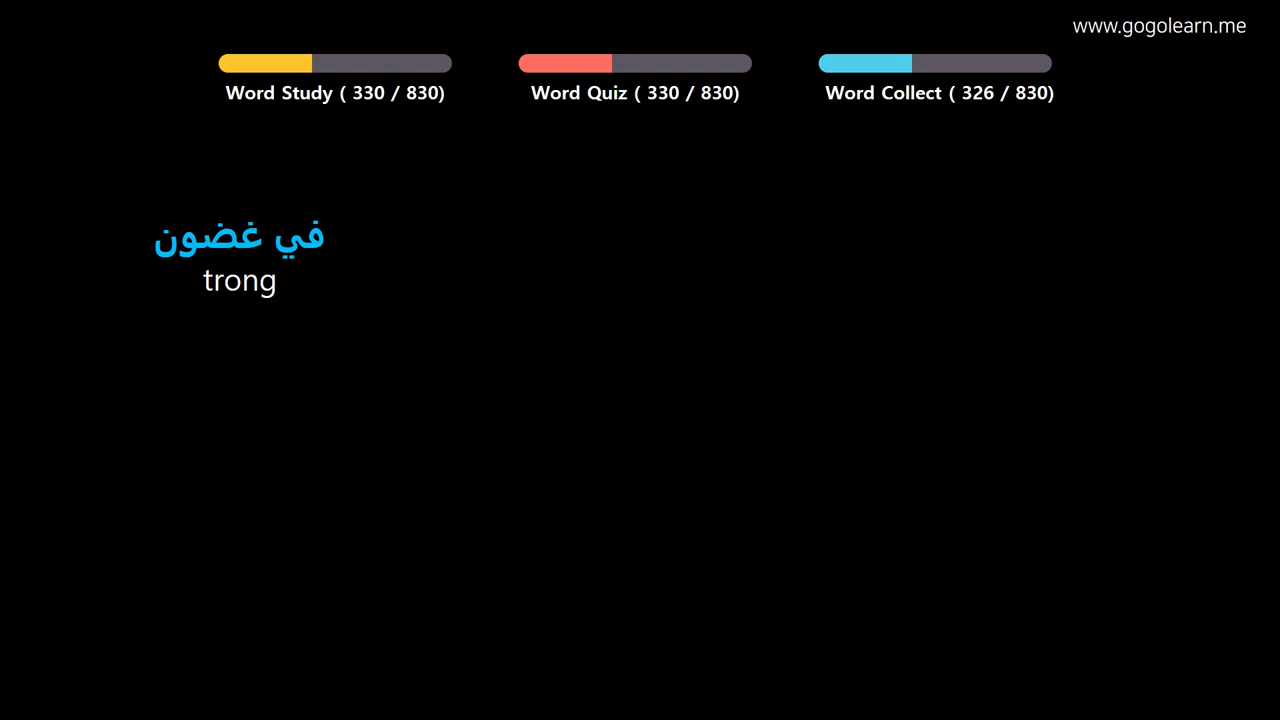 www.gogolearn.me
Word Study ( 330 / 830)
Word Quiz ( 330 / 830)
Word Collect ( 326 / 830)
في غضون
trong